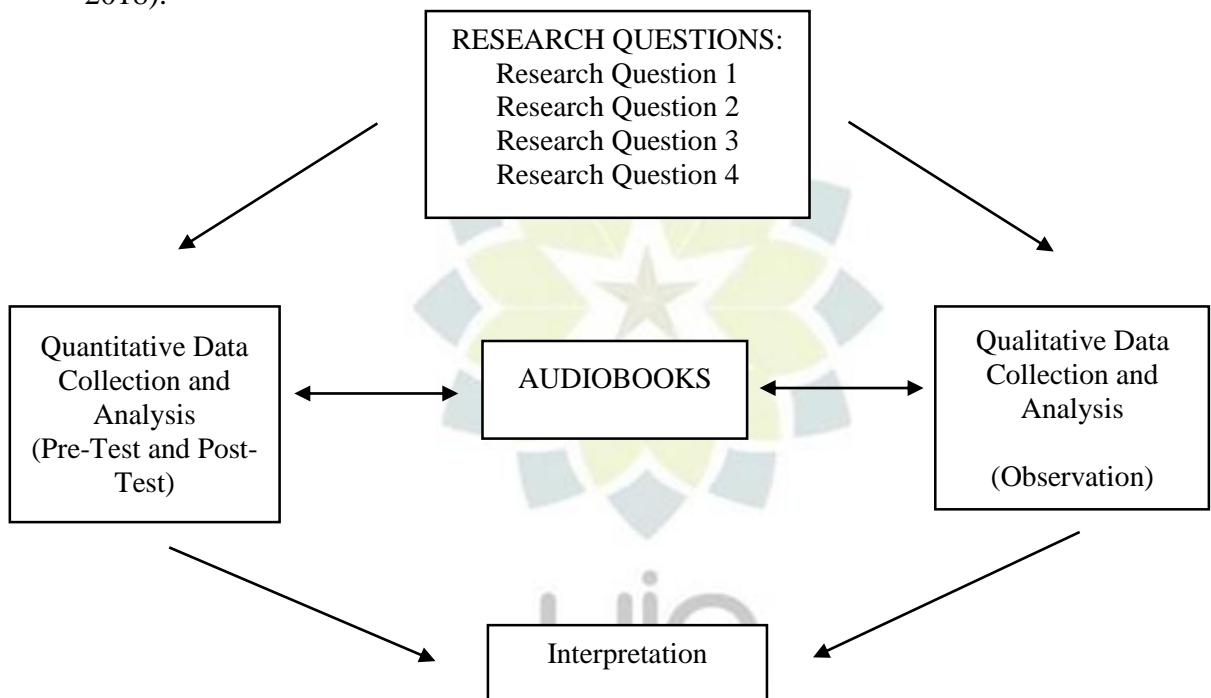 RESEARCH QUESTIONS:
Research Question 1
Research Question 2
Research Question 3
Research Question 4
Quantitative Data
Collection and
Analysis
(Pre-Test and Post-
Test)
AUDIOBOOKS
Qualitative Data
Collection and
Analysis
(Observation)
Interpretation